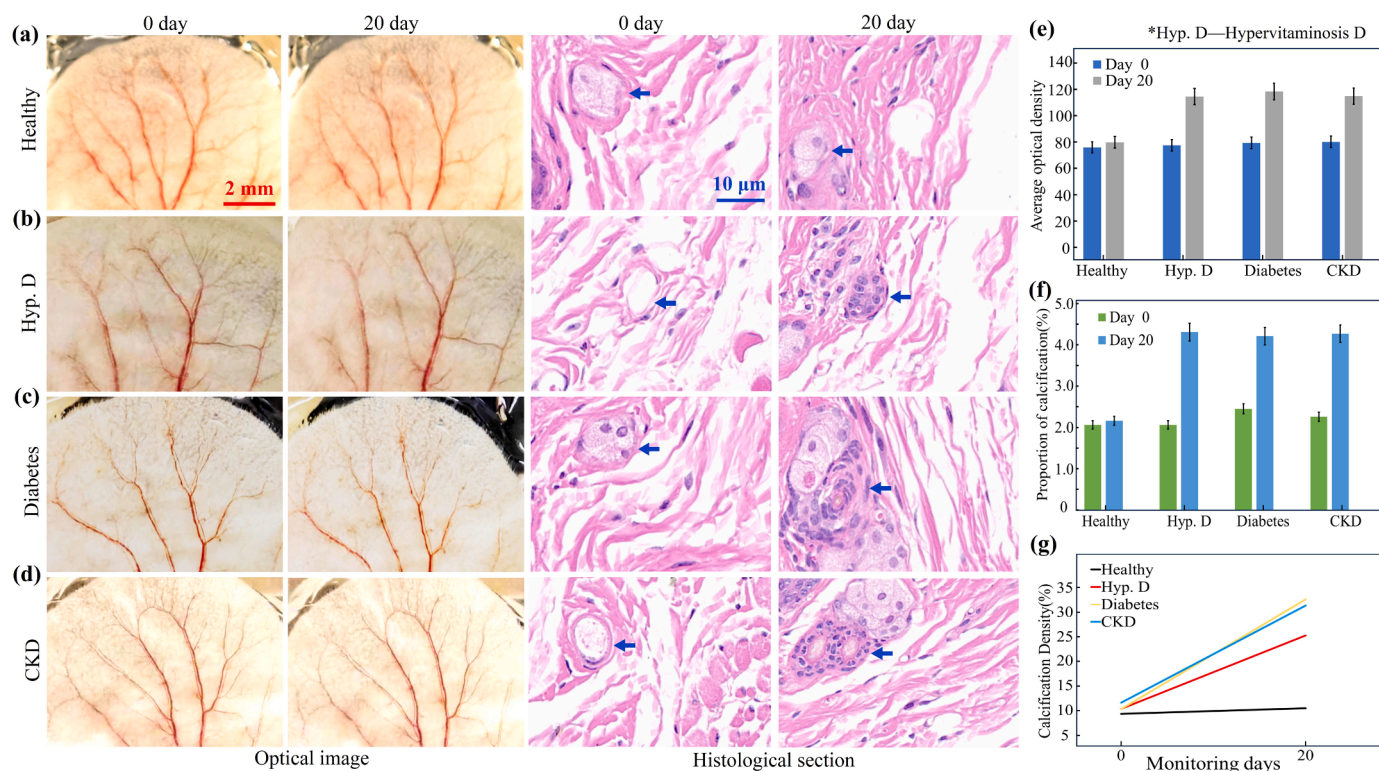 0 day
20 day
0 day
20 day
(a)
Healthy
2 mm
10 μm
(b)
Hyp. D
(c)
Diabetes
(d)
CKD
Optical image
Histological section
(e)
*Hyp. D—Hypervitaminosis D
Average optical density
140
120
100
80
60
40
20
0
Day 0
Day 20
Healthy
Hyp. D
Diabetes
CKD
(f)
Proportion of calcification(%)
5.0
4.0
2.0
1.0
0
Day 0
Day 20
Healthy
Hyp. D
Diabetes
CKD
(g)
Calcification Density(%)
35
30
25
20
15
10
5
Healthy
Hyp. D
Diabetes
CKD
0
20
Monitoring days